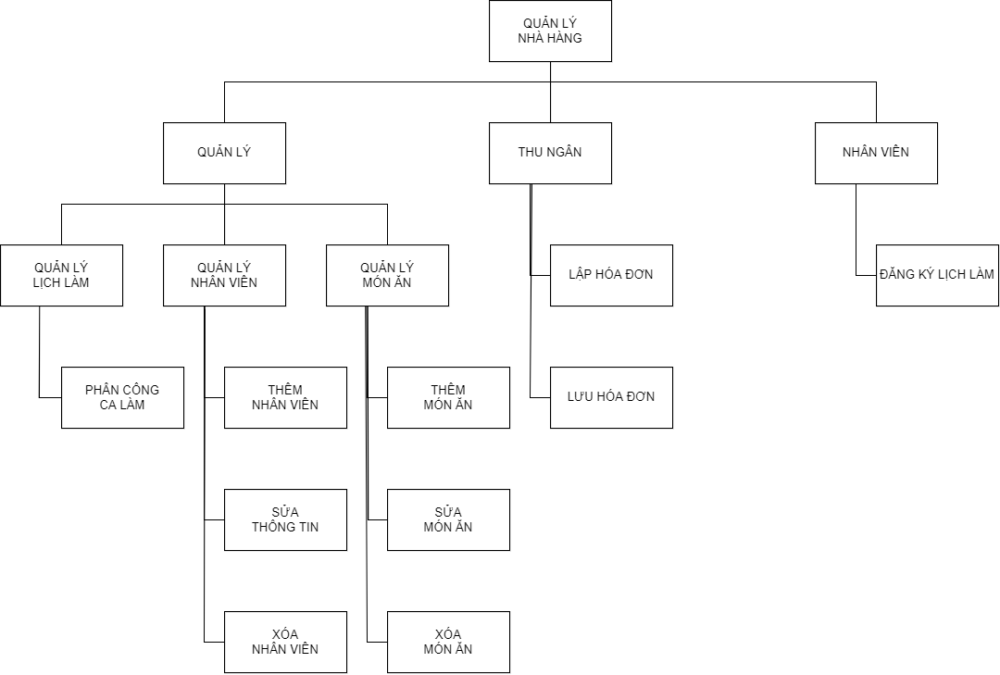 QUẢN LÝ
NHÀ HÀNG
QUẢN LÝ
THU NGÂN
NHÂN VIÊN
QUẢN LÝ
LỊCH LÀM
QUẢN LÝ
NHÂN VIÊN
QUẢN LÝ
MÓN ĂN
LẬP HÓA ĐƠN
ĐĂNG KÝ LỊCH LÀM
PHÂN CÔNG
CA LÀM
THÊM
NHÂN VIÊN
THÊM
MÓN ĂN
LƯU HÓA ĐƠN
SỬA
THÔNG TIN
SỬA
MÓN ĂN
XÓA
NHÂN VIÊN
XÓA
MÓN ĂN